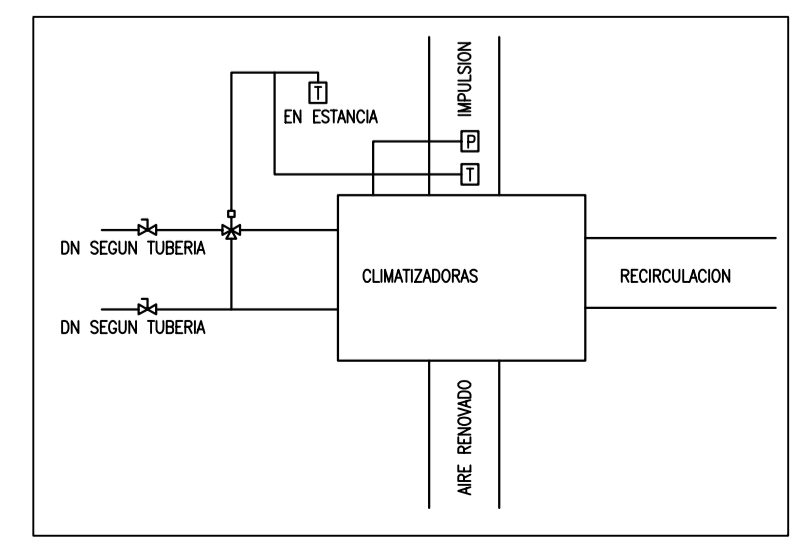 IMPULSION
T
EN ESTANCIA
P
T
DN SEGUN TUBERIA
CLIMATIZADORAS
RECIRCULACION
DN SEGUN TUBERIA
AIRE RENOVADO